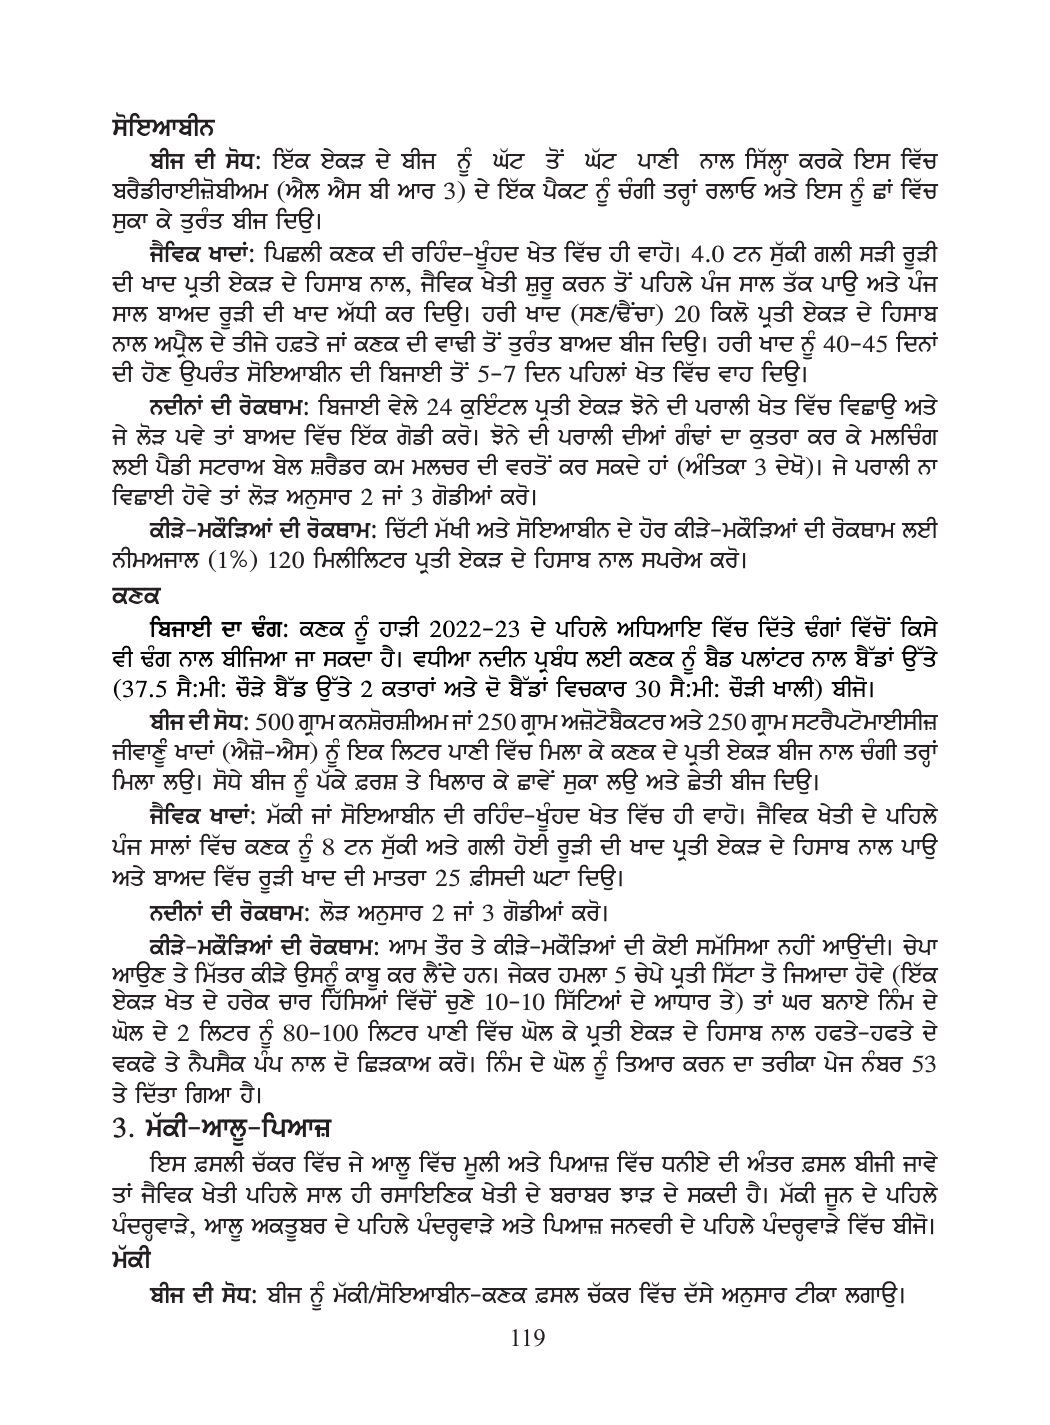 ਸੋਇਆਬੀਨ
ਬੀਜ ਦੀ ਸੋਧ: ਇੱਕ ਏਕੜ ਦੇ ਬੀਜ ਨੂੰ ਘੱਟ ਤੋਂ ਘੱਟ ਪਾਣੀ ਨਾਲ ਸਿੱਲ੍ਹਾ ਕਰਕੇ ਇਸ ਵਿੱਚ
ਬਰੈਡੀਰਾਈਜ਼ੋਬੀਅਮ (ਐਲ ਐਸ ਬੀ ਆਰ 3) ਦੇ ਇੱਕ ਪੈਕਟ ਨੂੰ ਚੰਗੀ ਤਰ੍ਹਾਂ ਰਲਾਓ ਅਤੇ ਇਸ ਨੂੰ ਛਾਂ ਵਿੱਚ
ਸੁਕਾ ਕੇ ਤੁਰੰਤ ਬੀਜ ਦਿਉ।
ਜੈਵਿਕ ਖਾਦਾਂ: ਪਿਛਲੀ ਕਣਕ ਦੀ ਰਹਿੰਦ-ਖੂੰਹਦ ਖੇਤ ਵਿੱਚ ਹੀ ਵਾਹੋ। 4.0 ਟਨ ਸੁੱਕੀ ਗਲੀ ਸੜੀ ਰੂੜੀ
ਦੀ ਖਾਦ ਪ੍ਰਤੀ ਏਕੜ ਦੇ ਹਿਸਾਬ ਨਾਲ, ਜੈਵਿਕ ਖੇਤੀ ਸ਼ੁਰੂ ਕਰਨ ਤੋਂ ਪਹਿਲੇ ਪੰਜ ਸਾਲ ਤੱਕ ਪਾਉ ਅਤੇ ਪੰਜ
ਸਾਲ ਬਾਅਦ ਰੂੜੀ ਦੀ ਖਾਦ ਅੱਧੀ ਕਰ ਦਿਉ। ਹਰੀ ਖਾਦ (ਸਣ/ਢੈਂਚਾ) 20 ਕਿਲੋ ਪ੍ਰਤੀ ਏਕੜ ਦੇ ਹਿਸਾਬ
ਨਾਲ ਅਪ੍ਰੈਲ ਦੇ ਤੀਜੇ ਹਫ਼ਤੇ ਜਾਂ ਕਣਕ ਦੀ ਵਾਢੀ ਤੋਂ ਤੁਰੰਤ ਬਾਅਦ ਬੀਜ ਦਿਉ। ਹਰੀ ਖਾਦ ਨੂੰ 40-45 ਦਿਨਾਂ
ਦੀ ਹੋਣ ਉਪਰੰਤ ਸੋਇਆਬੀਨ ਦੀ ਬਿਜਾਈ ਤੋਂ 5-7 ਦਿਨ ਪਹਿਲਾਂ ਖੇਤ ਵਿੱਚ ਵਾਹ ਦਿਉ।
ਨਦੀਨਾਂ ਦੀ ਰੋਕਥਾਮ: ਬਿਜਾਈ ਵੇਲੇ 24 ਕੁਇੰਟਲ ਪ੍ਰਤੀ ਏਕੜ ਝੋਨੇ ਦੀ ਪਰਾਲੀ ਖੇਤ ਵਿੱਚ ਵਿਛਾਉ ਅਤੇ
ਜੇ ਲੋੜ ਪਵੇ ਤਾਂ ਬਾਅਦ ਵਿੱਚ ਇੱਕ ਗੋਡੀ ਕਰੋ। ਝੋਨੇ ਦੀ ਪਰਾਲੀ ਦੀਆਂ ਗੰਢਾਂ ਦਾ ਕੁਤਰਾ ਕਰ ਕੇ ਮਲਚਿੰਗ
ਲਈ ਪੈਡੀ ਸਟਰਾਅ ਬੇਲ ਸ਼ਰੈਡਰ ਕਮ ਮਲਚਰ ਦੀ ਵਰਤੋਂ ਕਰ ਸਕਦੇ ਹਾਂ (ਅੰਤਿਕਾ 3 ਦੇਖੋ)। ਜੇ ਪਰਾਲੀ ਨਾ
ਵਿਛਾਈ ਹੋਵੇ ਤਾਂ ਲੋੜ ਅਨੁਸਾਰ 2 ਜਾਂ 3 ਗੋਡੀਆਂ ਕਰੋ।
ਕੀੜੇ-ਮਕੌੜਿਆਂ ਦੀ ਰੋਕਥਾਮ: ਚਿੱਟੀ ਮੱਖੀ ਅਤੇ ਸੋਇਆਬੀਨ ਦੇ ਹੋਰ ਕੀੜੇ-ਮਕੌੜਿਆਂ ਦੀ ਰੋਕਥਾਮ ਲਈ
ਨੀਮਅਜਾਲ (1%) 120 ਮਿਲੀਲਿਟਰ ਪ੍ਰਤੀ ਏਕੜ ਦੇ ਹਿਸਾਬ ਨਾਲ ਸਪਰੇਅ ਕਰੋ।
ਕਣਕ
ਬਿਜਾਈ ਦਾ ਢੰਗ: ਕਣਕ ਨੂੰ ਹਾੜੀ 2022-23 ਦੇ ਪਹਿਲੇ ਅਧਿਆਇ ਵਿੱਚ ਦਿੱਤੇ ਢੰਗਾਂ ਵਿੱਚੋਂ ਕਿਸੇ
ਵੀ ਢੰਗ ਨਾਲ ਬੀਜਿਆ ਜਾ ਸਕਦਾ ਹੈ। ਵਧੀਆ ਨਦੀਨ ਪ੍ਰਬੰਧ ਲਈ ਕਣਕ ਨੂੰ ਬੈਡ ਪਲਾਂਟਰ ਨਾਲ ਬੈੱਡਾਂ ਉੱਤੇ
(37.5 ਸੈ:ਮੀ: ਚੌੜੇ ਬੈੱਡ ਉੱਤੇ 2 ਕਤਾਰਾਂ ਅਤੇ ਦੋ ਬੈੱਡਾਂ ਵਿਚਕਾਰ 30 ਸੈ:ਮੀ: ਚੌੜੀ ਖਾਲੀ) ਬੀਜੋ।
ਬੀਜ ਦੀ ਸੋਧ: 500 ਗ੍ਰਾਮ ਕਨਸ਼ੋਰਸ਼ੀਅਮ ਜਾਂ 250 ਗ੍ਰਾਮ ਅਜ਼ੋਟੋਬੈਕਟਰ ਅਤੇ 250 ਗ੍ਰਾਮ ਸਟਰੈਪਟੋਮਾਈਸੀਜ਼
ਜੀਵਾਣੂੰ ਖਾਦਾਂ (ਐਜ਼ੋ-ਐਸ) ਨੂੰ ਇਕ ਲਿਟਰ ਪਾਣੀ ਵਿੱਚ ਮਿਲਾ ਕੇ ਕਣਕ ਦੇ ਪ੍ਰਤੀ ਏਕੜ ਬੀਜ ਨਾਲ ਚੰਗੀ ਤਰ੍ਹਾਂ
ਮਿਲਾ ਲਉ। ਸੋਧੇ ਬੀਜ ਨੂੰ ਪੱਕੇ ਫ਼ਰਸ਼ ਤੇ ਖਿਲਾਰ ਕੇ ਛਾਵੇਂ ਸੁਕਾ ਲਉ ਅਤੇ ਛੇਤੀ ਬੀਜ ਦਿਉ।
ਜੈਵਿਕ ਖਾਦਾਂ: ਮੱਕੀ ਜਾਂ ਸੋਇਆਬੀਨ ਦੀ ਰਹਿੰਦ-ਖੂੰਹਦ ਖੇਤ ਵਿੱਚ ਹੀ ਵਾਹੋ। ਜੈਵਿਕ ਖੇਤੀ ਦੇ ਪਹਿਲੇ
ਪੰਜ ਸਾਲਾਂ ਵਿੱਚ ਕਣਕ ਨੂੰ 8 ਟਨ ਸੁੱਕੀ ਅਤੇ ਗਲੀ ਹੋਈ ਰੂੜੀ ਦੀ ਖਾਦ ਪ੍ਰਤੀ ਏਕੜ ਦੇ ਹਿਸਾਬ ਨਾਲ ਪਾਉ
ਅਤੇ ਬਾਅਦ ਵਿੱਚ ਰੂੜੀ ਖਾਦ ਦੀ ਮਾਤਰਾ 25 ਫ਼ੀਸਦੀ ਘਟਾ ਦਿਉ।
ਨਦੀਨਾਂ ਦੀ ਰੋਕਥਾਮ: ਲੋੜ ਅਨੁਸਾਰ 2 ਜਾਂ 3 ਗੋਡੀਆਂ ਕਰੋ।
ਕੀੜੇ-ਮਕੌੜਿਆਂ ਦੀ ਰੋਕਥਾਮ: ਆਮ ਤੌਰ ਤੇ ਕੀੜੇ-ਮਕੌੜਿਆਂ ਦੀ ਕੋਈ ਸਮੱਸਿਆ ਨਹੀਂ ਆਉਂਦੀ। ਚੇਪਾ
ਆਉਣ ਤੇ ਮਿੱਤਰ ਕੀੜੇ ਉਸਨੂੰ ਕਾਬੂ ਕਰ ਲੈਂਦੇ ਹਨ। ਜੇਕਰ ਹਮਲਾ 5 ਚੇਪੇ ਪ੍ਰਤੀ ਸਿੱਟਾ ਤੋ ਜਿਆਦਾ ਹੋਵੇ (ਇੱਕ
ਏਕੜ ਖੇਤ ਦੇ ਹਰੇਕ ਚਾਰ ਹਿੱਸਿਆਂ ਵਿੱਚੋਂ ਚੁਣੇ 10-10 ਸਿੱਟਿਆਂ ਦੇ ਆਧਾਰ ਤੇ) ਤਾਂ ਘਰ ਬਨਾਏ ਨਿੰਮ ਦੇ
ਘੋਲ ਦੇ 2 ਲਿਟਰ ਨੂੰ 80-100 ਲਿਟਰ ਪਾਣੀ ਵਿੱਚ ਘੋਲ ਕੇ ਪ੍ਰਤੀ ਏਕੜ ਦੇ ਹਿਸਾਬ ਨਾਲ ਹਫਤੇ-ਹਫਤੇ ਦੇ
ਵਕਫੇ ਤੇ ਨੈਪਸੈਕ ਪੰਪ ਨਾਲ ਦੋ ਛਿੜਕਾਅ ਕਰੋ। ਨਿੰਮ ਦੇ ਘੋਲ ਨੂੰ ਤਿਆਰ ਕਰਨ ਦਾ ਤਰੀਕਾ ਪੇਜ ਨੰਬਰ 53
ਤੇ ਦਿੱਤਾ ਗਿਆ ਹੈ।
3. ਮੱਕੀ-ਆਲੂ-ਪਿਆਜ਼
ਇਸ ਫ਼ਸਲੀ ਚੱਕਰ ਵਿੱਚ ਜੇ ਆਲੂ ਵਿੱਚ ਮੂਲੀ ਅਤੇ ਪਿਆਜ਼ ਵਿੱਚ ਧਨੀਏ ਦੀ ਅੰਤਰ ਫ਼ਸਲ ਬੀਜੀ ਜਾਵੇ
ਤਾਂ ਜੈਵਿਕ ਖੇਤੀ ਪਹਿਲੇ ਸਾਲ ਹੀ ਰਸਾਇਣਿਕ ਖੇਤੀ ਦੇ ਬਰਾਬਰ ਝਾੜ ਦੇ ਸਕਦੀ ਹੈ। ਮੱਕੀ ਜੂਨ ਦੇ ਪਹਿਲੇ
ਪੰਦਰ੍ਹਵਾੜੇ, ਆਲੂ ਅਕਤੂਬਰ ਦੇ ਪਹਿਲੇ ਪੰਦਰ੍ਹਵਾੜੇ ਅਤੇ ਪਿਆਜ਼ ਜਨਵਰੀ ਦੇ ਪਹਿਲੇ ਪੰਦਰ੍ਹਵਾੜੇ ਵਿੱਚ ਬੀਜੋ।
ਮੱਕੀ
ਬੀਜ ਦੀ ਸੋਧ: ਬੀਜ ਨੂੰ ਮੱਕੀ/ਸੋਇਆਬੀਨ-ਕਣਕ ਫ਼ਸਲ ਚੱਕਰ ਵਿੱਚ ਦੱਸੇ ਅਨੁਸਾਰ ਟੀਕਾ ਲਗਾਉ।
119